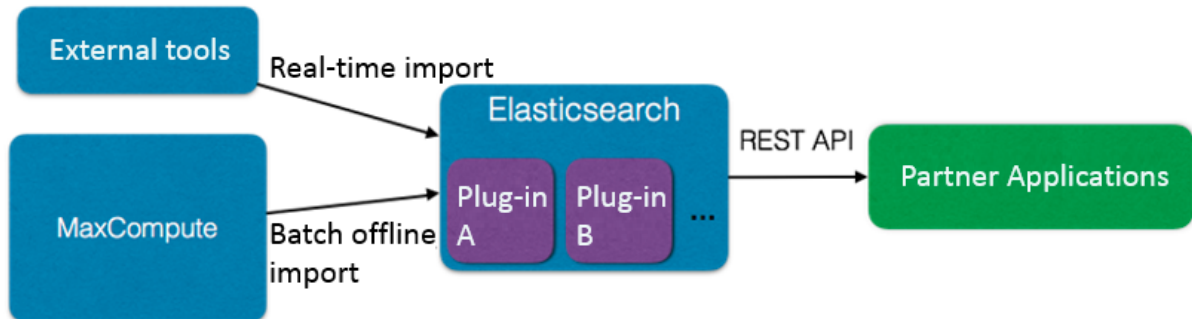 External tools
Real-time import
Elasticsearch
REST API
Partner Applications
Plug-in
A
Plug-in
B
...
MaxCompute
Batch offline
import